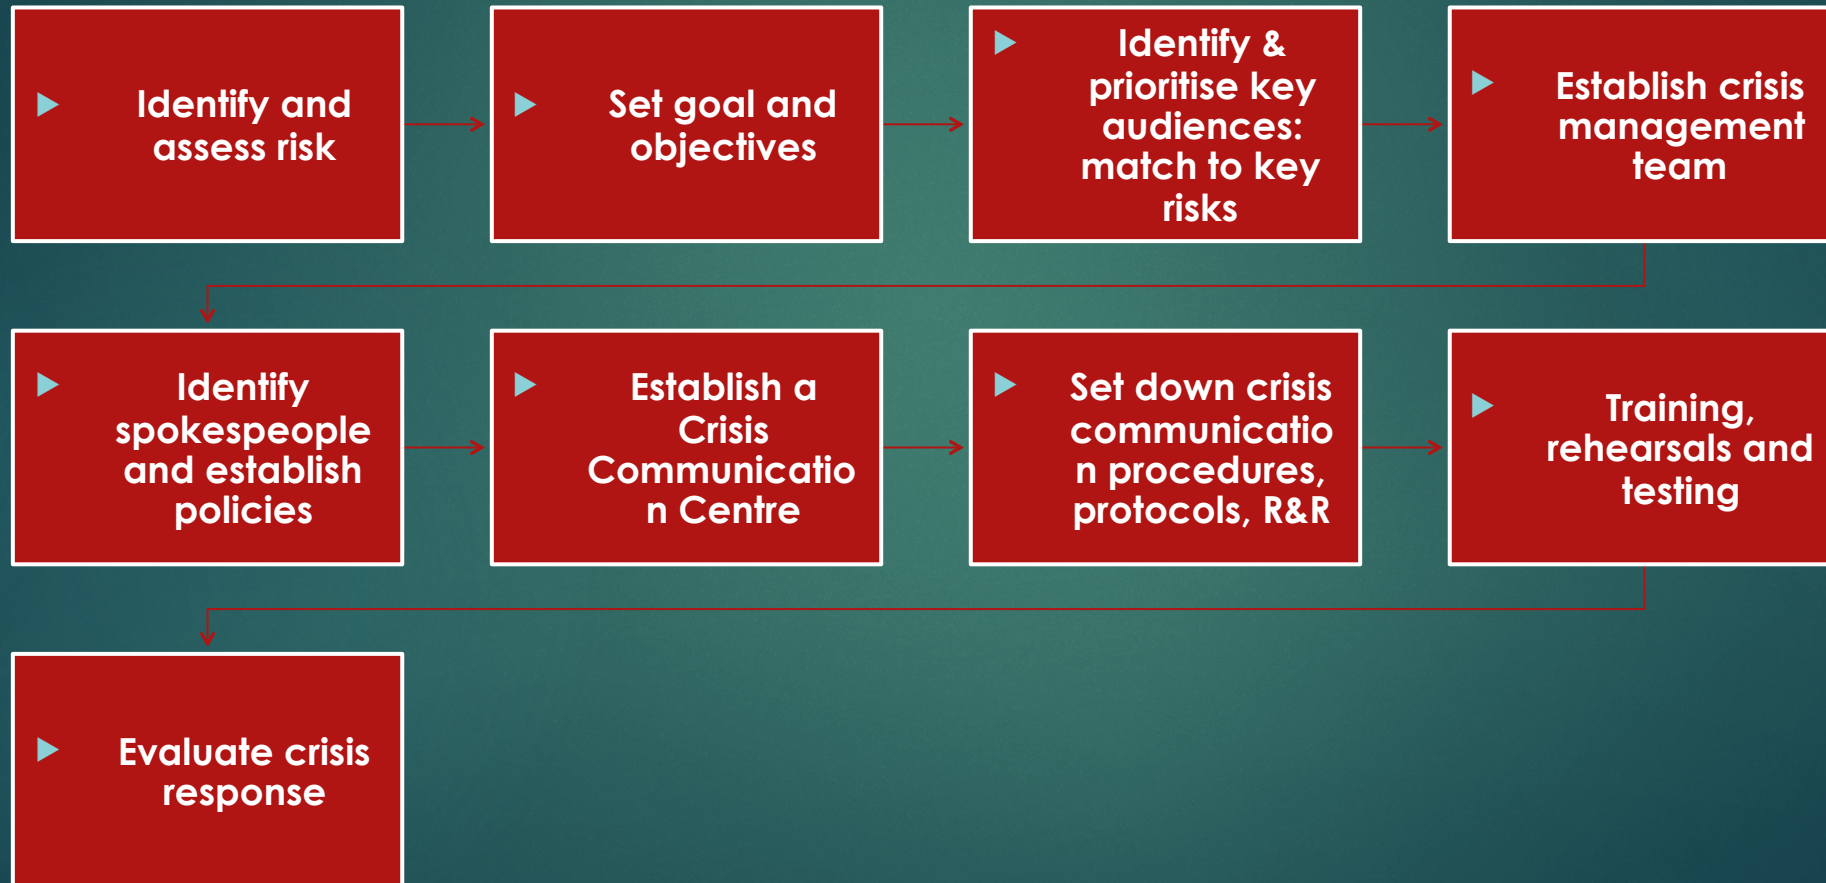 Identify and
assess risk
Set goal and
objectives
Identify &
prioritise key
audiences:
match to key
risks
Establish crisis
management
team
Identify
spokespeople
and establish
policies
Establish a
Crisis
Communicatio
n Centre
Set down crisis
communicatio
n procedures,
protocols, R&R
Training,
rehearsals and
testing
Evaluate crisis
response